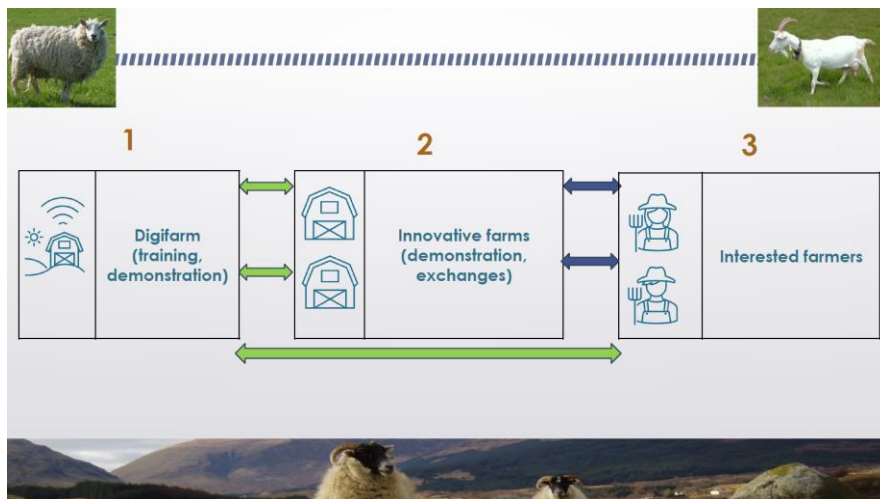 1
2
3
Digifarm
(training,
demonstration)
Innovative farms
(demonstration,
exchanges)
Interested farmers